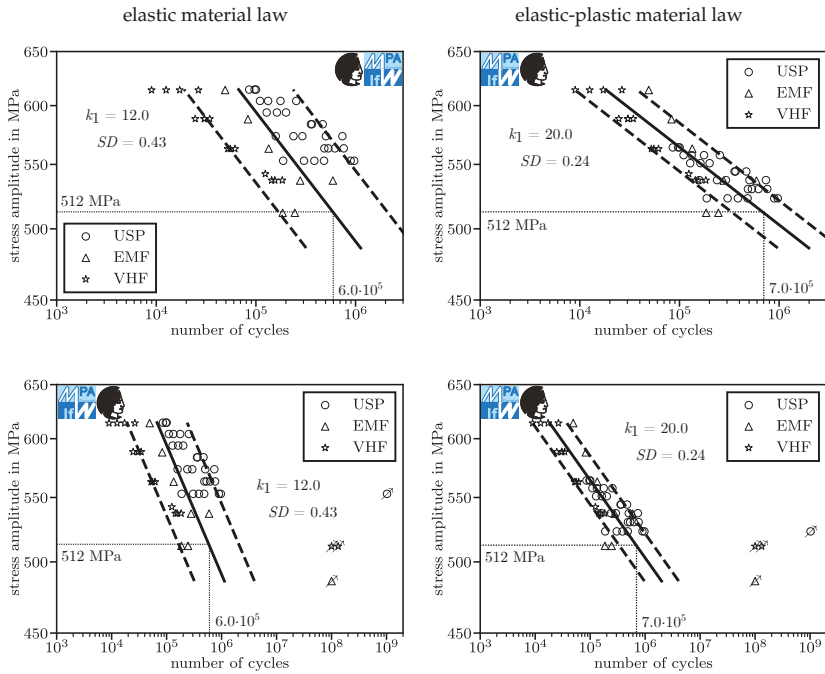 elastic material law
elastic-plastic material law
650
600
550
500
450
stress amplitude in MPa
k1 = 12.0
SD = 0.43
512 MPa
USP
EMF
VHF
6.0·10^5
10^3
10^4
10^5
10^6
number of cycles
MPA
IfW
650
600
550
500
450
stress amplitude in MPa
MPA
IfW
USP
EMF
VHF
k1 = 20.0
SD = 0.24
512 MPa
7.0·10^5
10^3
10^4
10^5
10^6
number of cycles
650
600
550
500
450
stress amplitude in MPa
MPA
IfW
USP
EMF
VHF
k1 = 12.0
SD = 0.43
512 MPa
6.0·10^5
10^3
10^4
10^5
10^6
10^7
10^8
10^9
number of cycles
650
600
550
500
450
stress amplitude in MPa
MPA
IfW
USP
EMF
VHF
k1 = 20.0
SD = 0.24
512 MPa
7.0·10^5
10^3
10^4
10^5
10^6
10^7
10^8
10^9
number of cycles